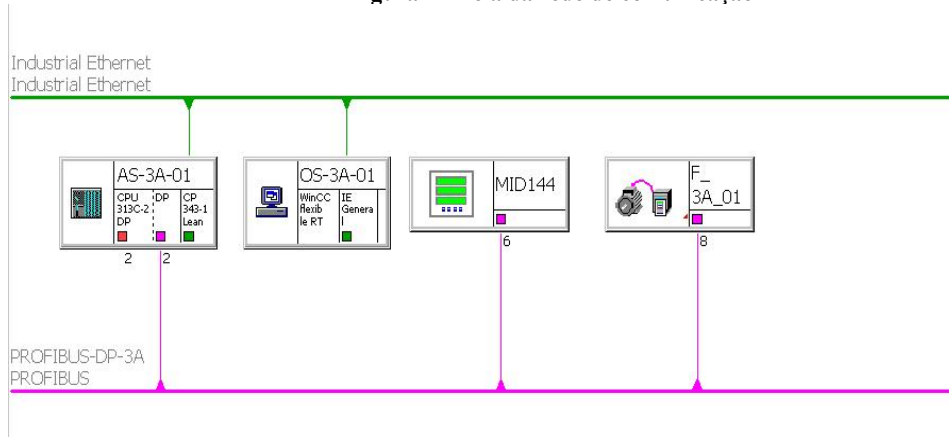 Industrial Ethernet
Industrial Ethernet
AS-3A-01
CPU
313C-2
DP
DP
CP
343-1
Lean
2
2
OS-3A-01
WinCC
flexib
le RT
IE
Genera
l
MID144
6
F_
3A_01
8
PROFIBUS-DP-3A
PROFIBUS